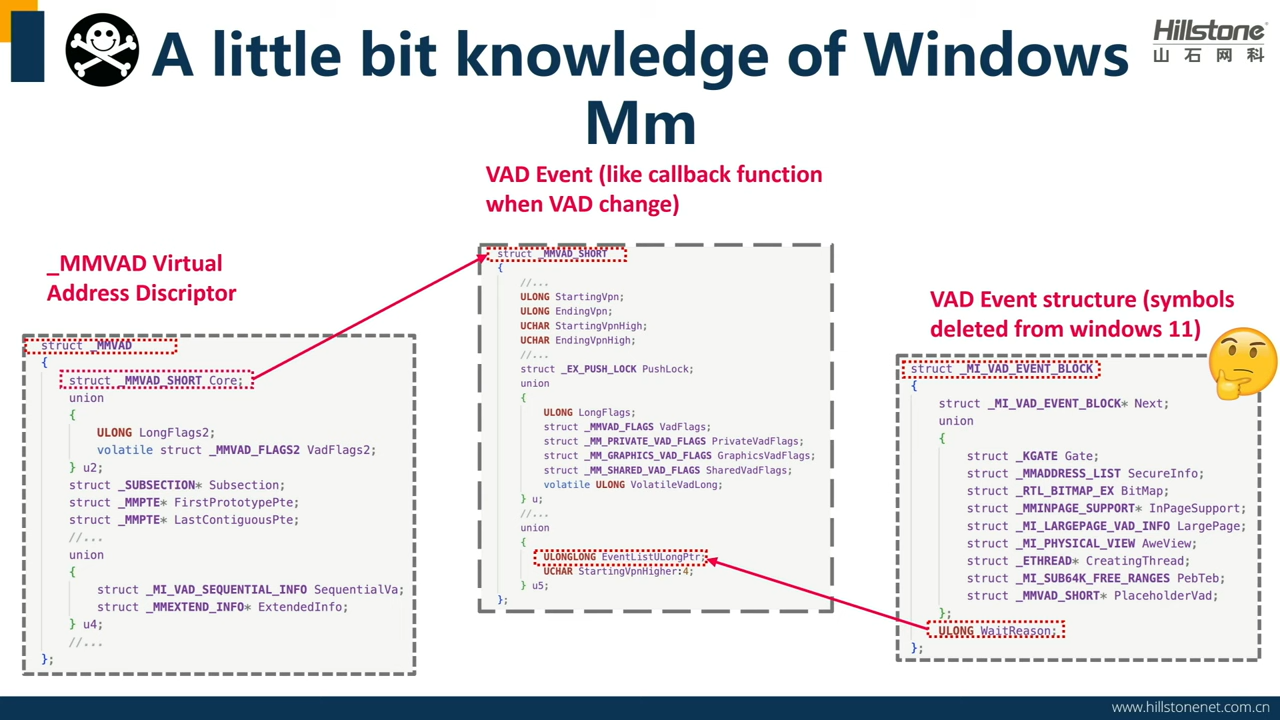 A little bit knowledge of Windows
Mm
Hillstone
山石网科
VAD Event (like callback function
when VAD change)
_MMVAD Virtual
Address Discriptor
VAD Event structure (symbols
deleted from windows 11)
struct _MMVAD
{
struct _MMVAD_SHORT Core;
union
{
ULONG LongFlags2;
volatile struct _MMVAD_FLAGS2 VadFlags2;
} u2;
struct _SUBSECTION* Subsection;
struct _MMPTE* FirstPrototypePte;
struct _MMPTE* LastContiguousPte;
//...
union
{
struct _MI_VAD_SEQUENTIAL_INFO SequentialVa;
struct _MMEXTEND_INFO* ExtendedInfo;
} u4;
//...
};
struct _MMVAD_SHORT
{
//...
ULONG StartingVpn;
ULONG EndingVpn;
UCHAR StartingVpnHigh;
UCHAR EndingVpnHigh;
//...
struct _EX_PUSH_LOCK PushLock;
union
{
ULONG LongFlags;
struct _MMVAD_FLAGS VadFlags;
struct _MM_PRIVATE_VAD_FLAGS PrivateVadFlags;
struct _MM_GRAPHICS_VAD_FLAGS GraphicsVadFlags;
struct _MM_SHARED_VAD_FLAGS SharedVadFlags;
volatile ULONG VolatileVadLong;
} u;
//...
union
{
ULONGLONG EventListULongPtr;
UCHAR StartingVpnHigher:4;
} u5;
};
struct _MI_VAD_EVENT_BLOCK
{
struct _MI_VAD_EVENT_BLOCK* Next;
union
{
struct _KGATE Gate;
struct _MMADDRESS_LIST SecureInfo;
struct _RTL_BITMAP_EX BitMap;
struct _MMINPAGE_SUPPORT* InPageSupport;
struct _MI_LARGEPAGE_VAD_INFO LargePage;
struct _MI_PHYSICAL_VIEW AweView;
struct _ETHREAD* CreatingThread;
struct _MI_SUB64K_FREE_RANGES PebTeb;
struct _MMVAD_SHORT* PlaceholderVad;
};
ULONG WaitReason;
};
www.hillstonenet.com.cn